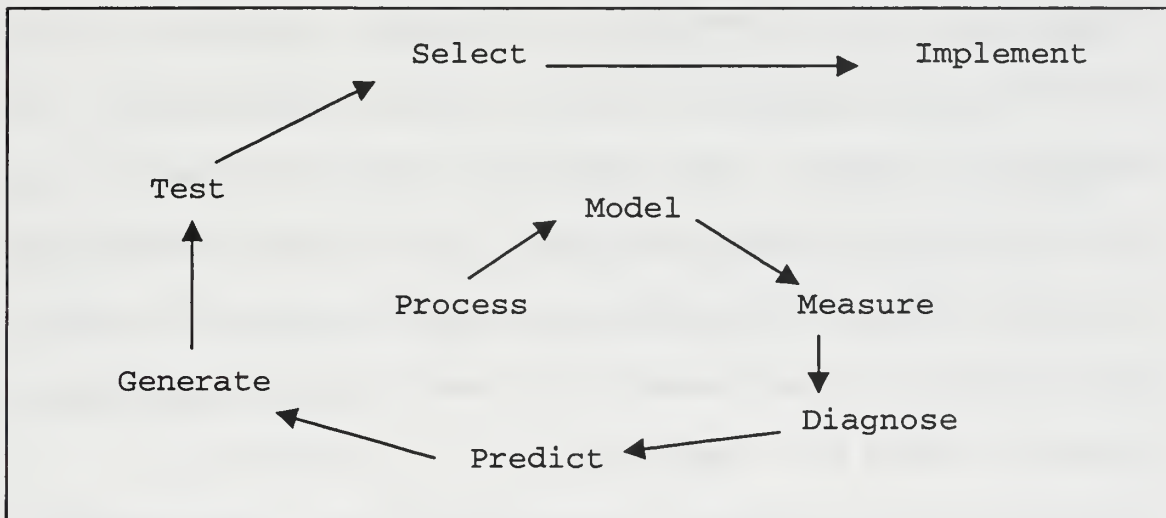 Select
Implement
Test
Model
Process
Measure
Generate
Diagnose
Predict